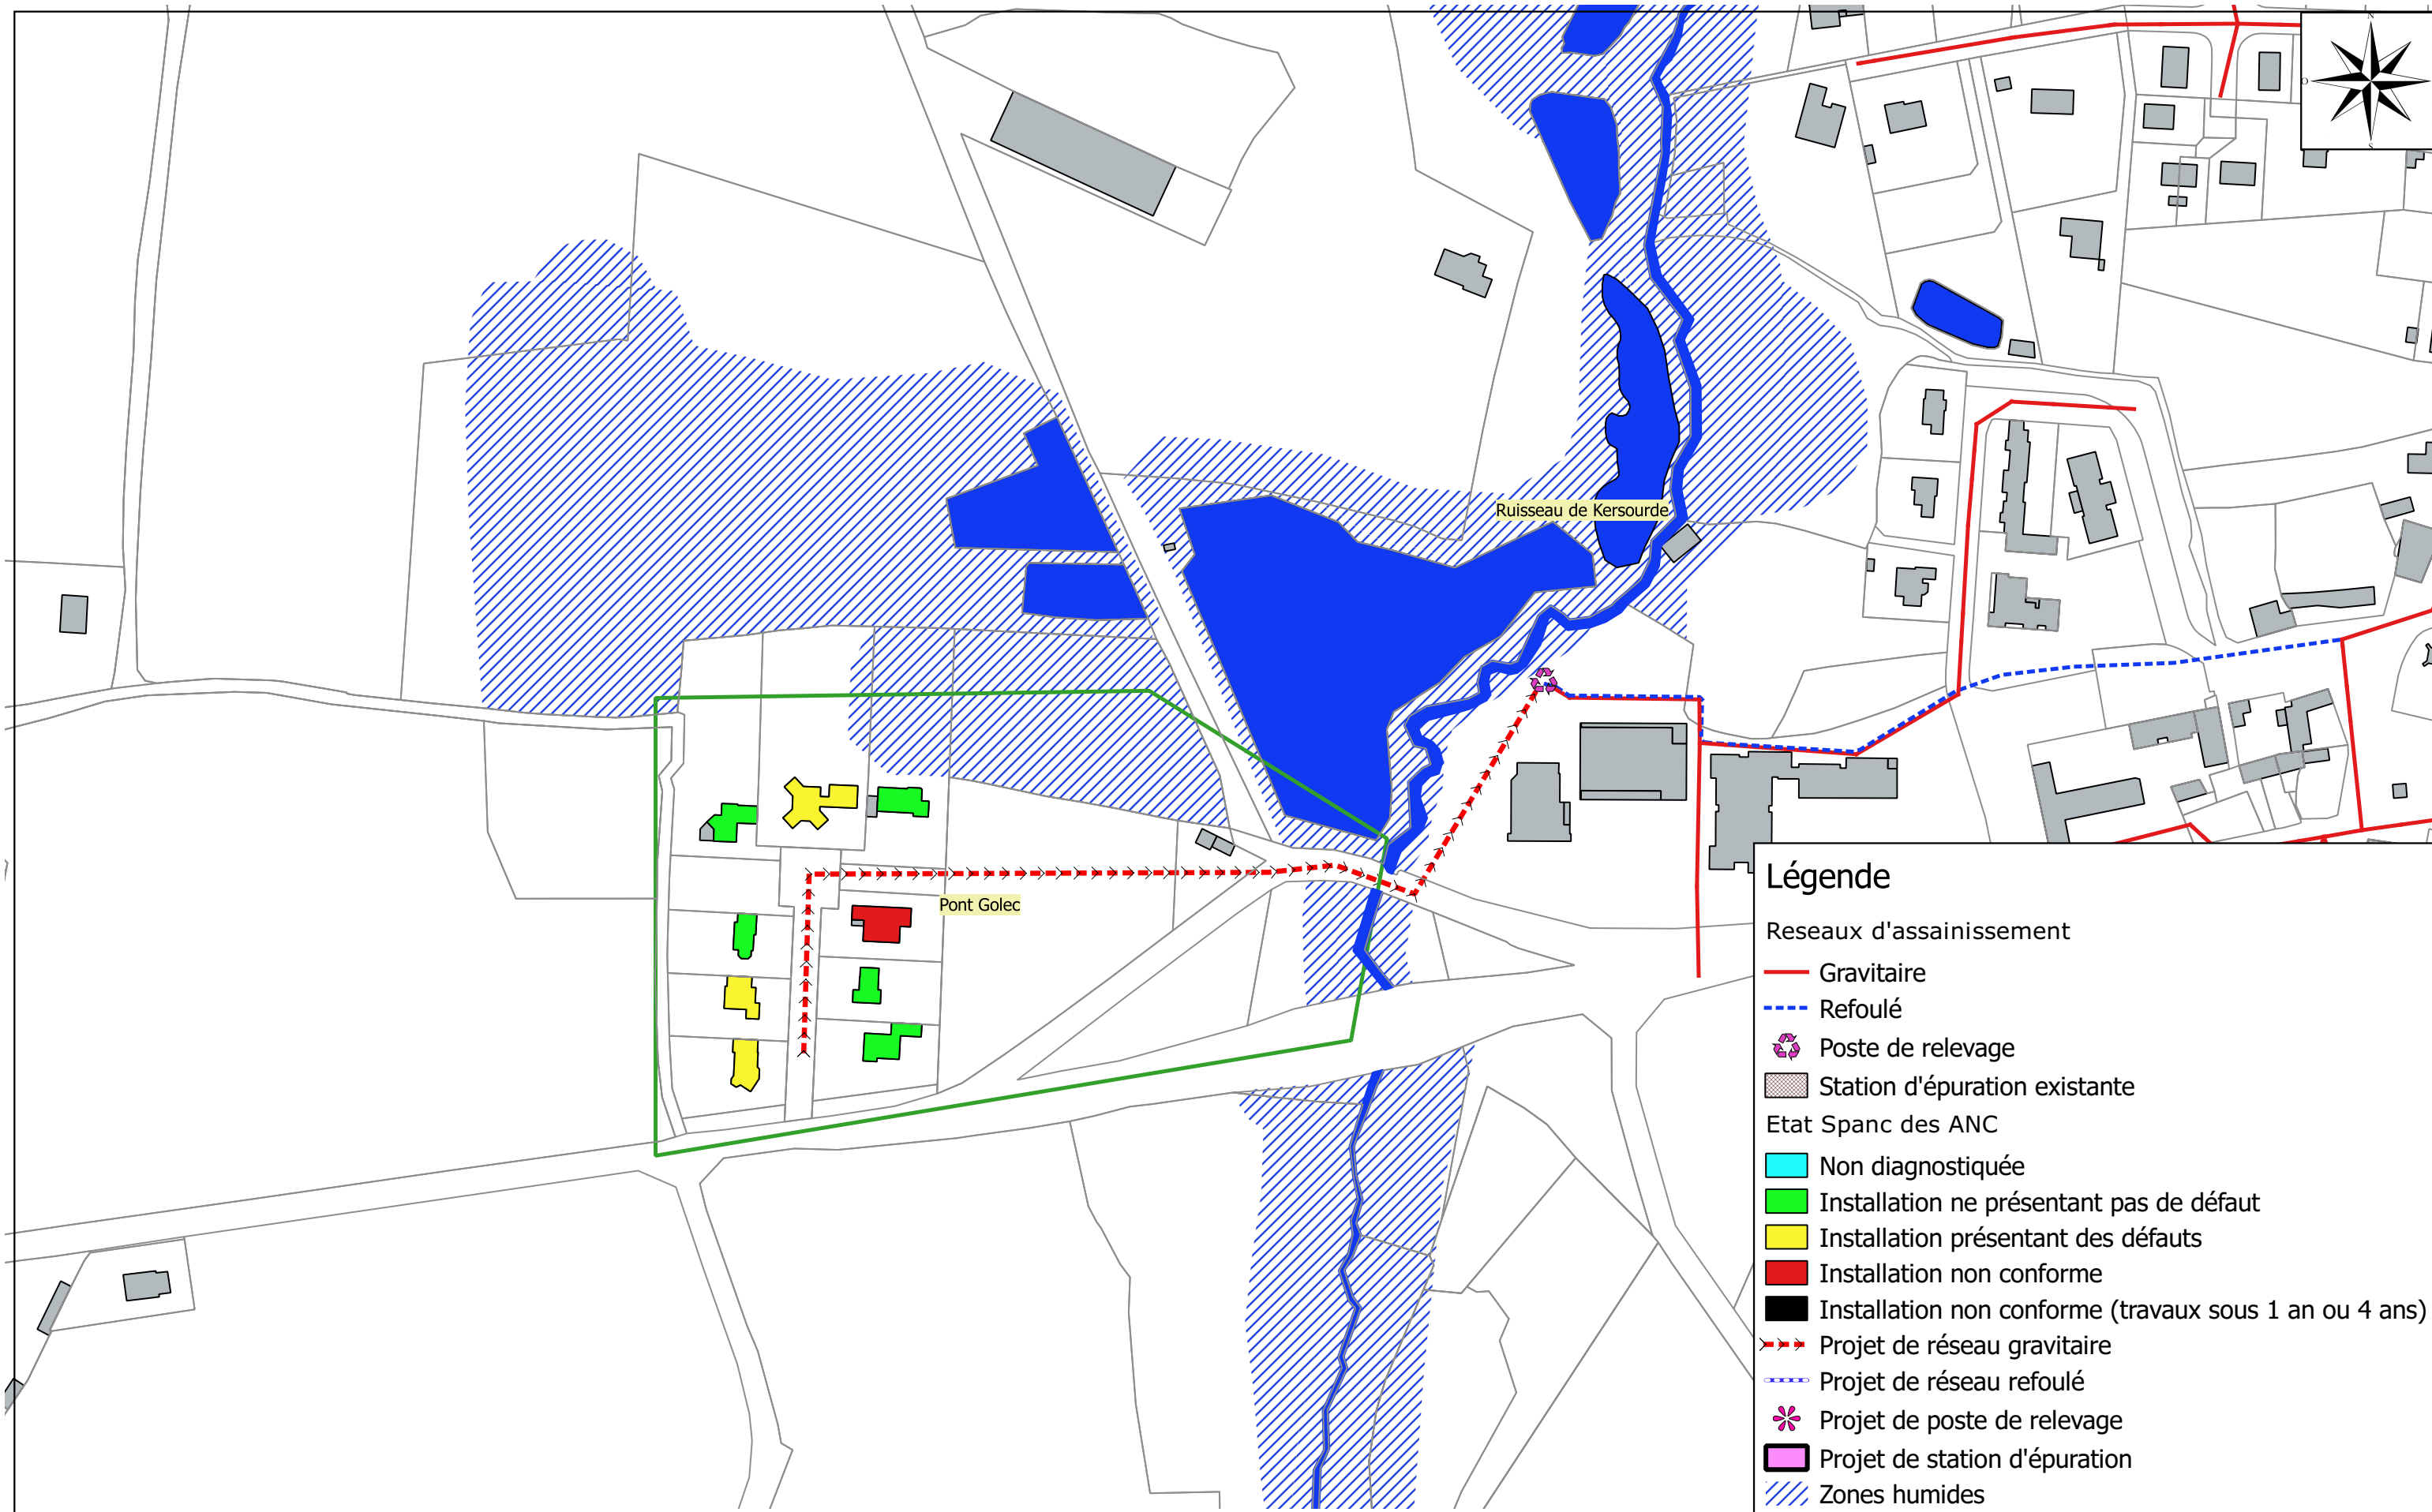 N
O
S
Ruisseau de Kersourde
Pont Golec
Légende
Reseaux d'assainissement
Gravitaire
Refoulé
Poste de relevage
Station d'épuration existante
Etat Spanc des ANC
Non diagnostiquée
Installation ne présentant pas de défaut
Installation présentant des défauts
Installation non conforme
Installation non conforme (travaux sous 1 an ou 4 ans)
Projet de réseau gravitaire
Projet de réseau refoulé
Projet de poste de relevage
Projet de station d'épuration
Zones humides